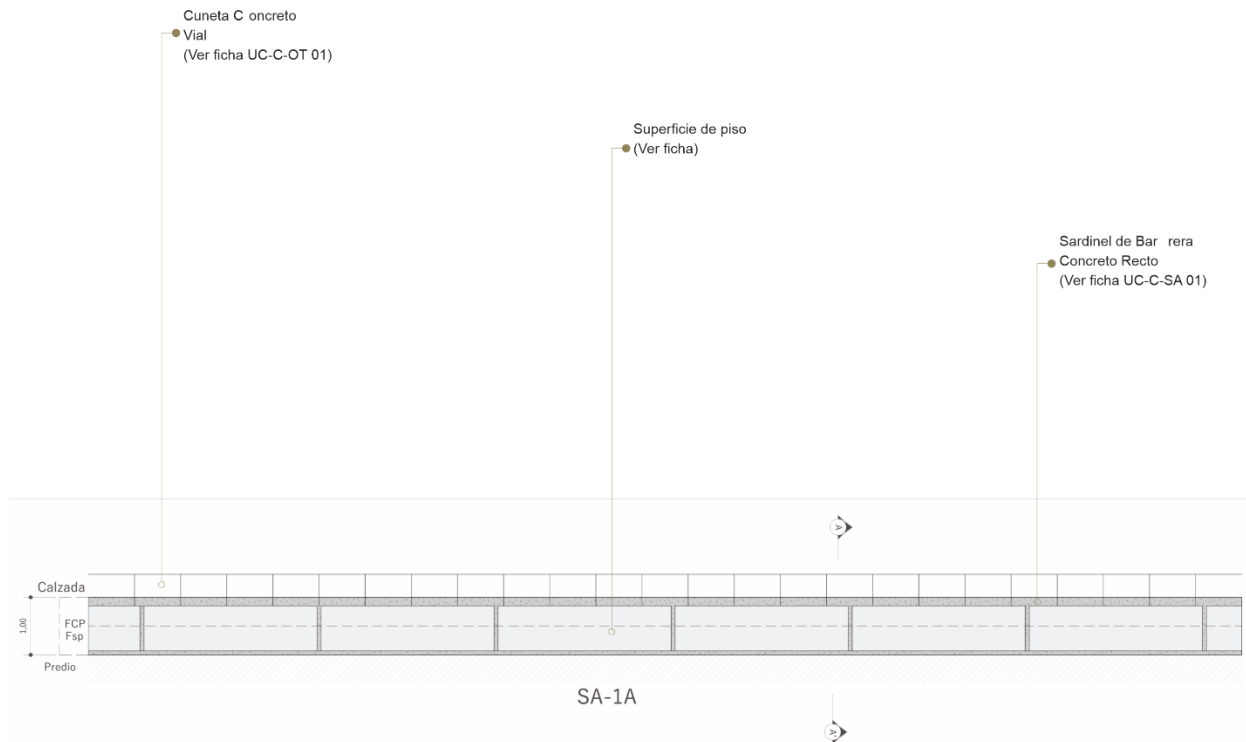 Cuneta C oncreto
Vial
(Ver ficha UC-C-OT 01)
Superficie de piso
(Ver ficha)
Sardinel de Bar rera
Concreto Recto
(Ver ficha UC-C-SA 01)
A
Calzada
1.00
FCP
Fsp
Predio
SA-1A
A'